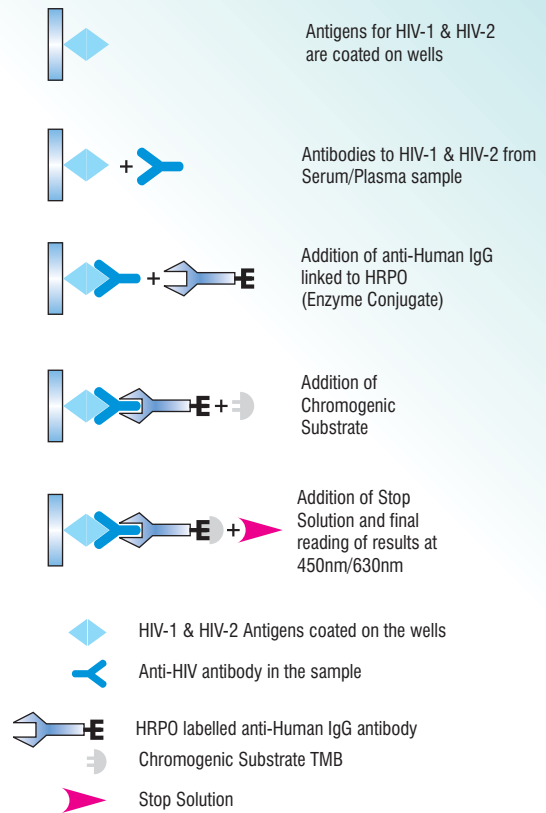 Antigens for HIV-1 & HIV-2
are coated on wells
+
Antibodies to HIV-1 & HIV-2 from
Serum/Plasma sample
+
Addition of anti-Human IgG
linked to HRPO
(Enzyme Conjugate)
+
Addition of
Chromogenic
Substrate
+
Addition of Stop
Solution and final
reading of results at
450nm/630nm
HIV-1 & HIV-2 Antigens coated on the wells
Anti-HIV antibody in the sample
HRPO labelled anti-Human IgG antibody
Chromogenic Substrate TMB
Stop Solution